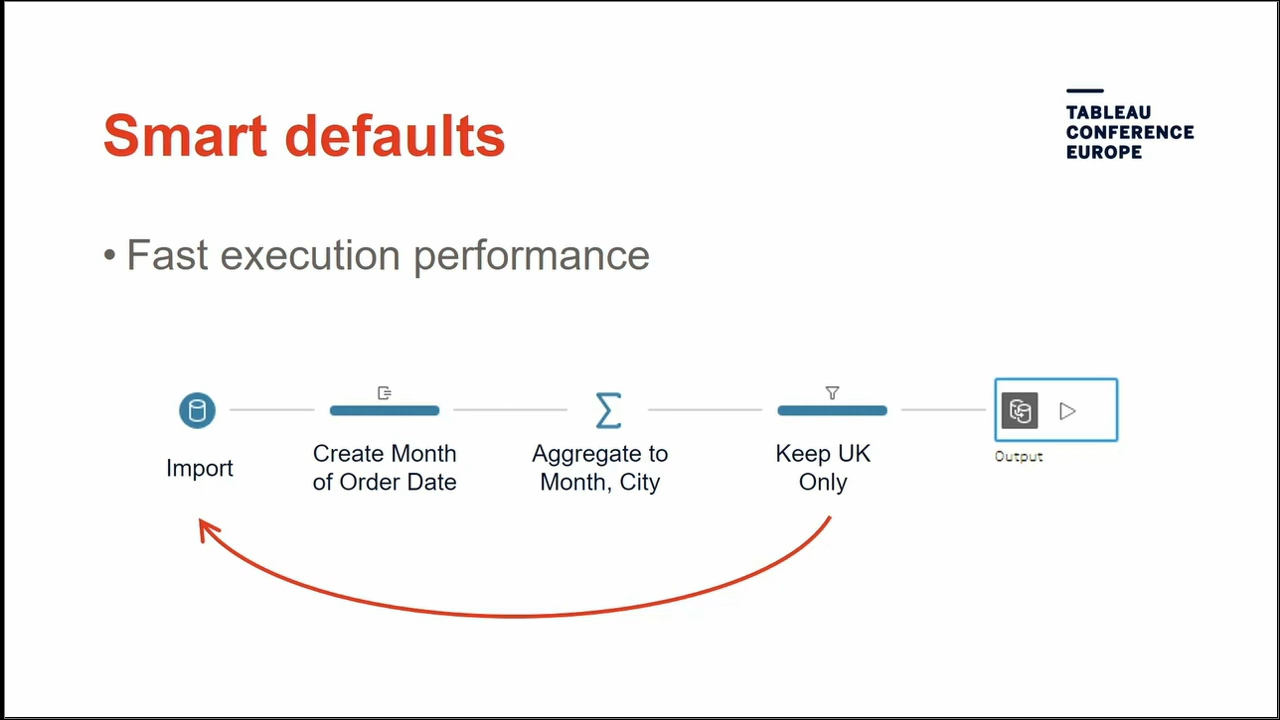 Smart defaults
TABLEAU
CONFERENCE
EUROPE
• Fast execution performance
Import
Create Month
of Order Date
Aggregate to
Month, City
Keep UK
Only
Output